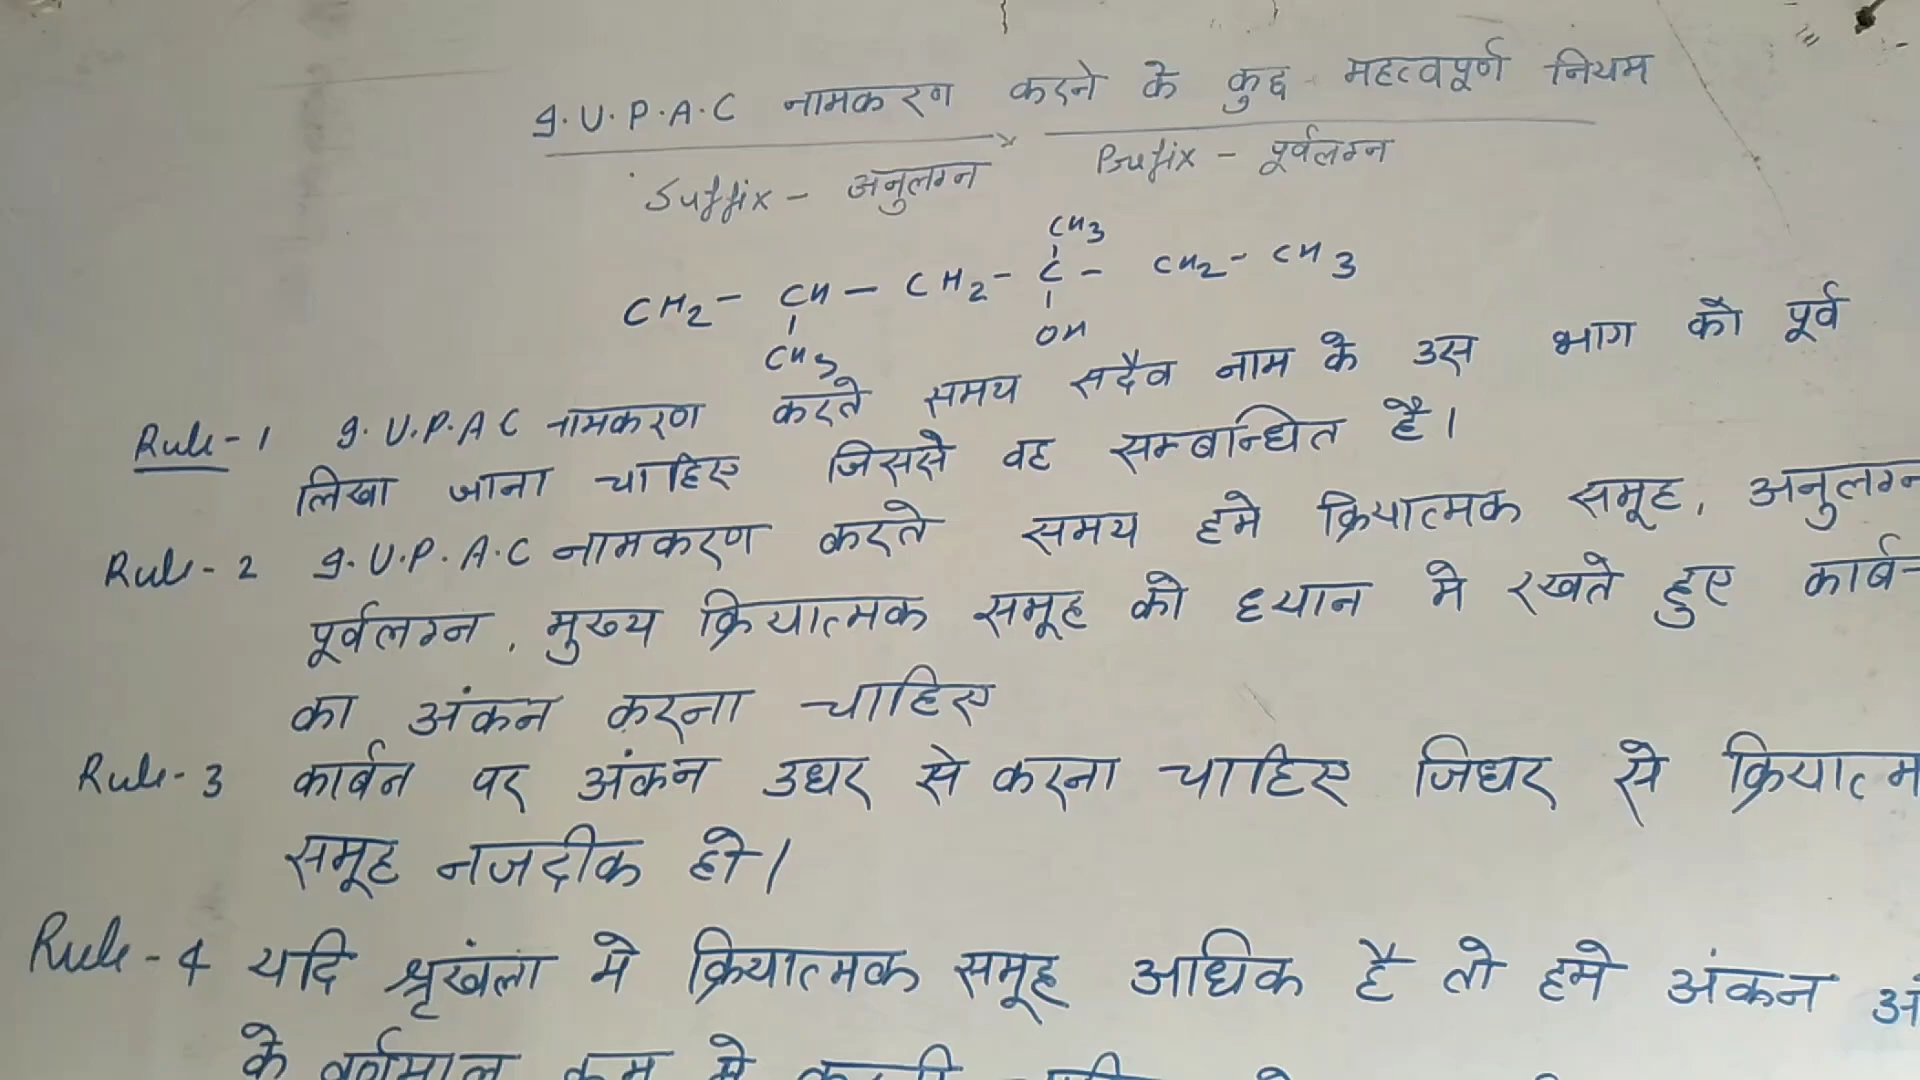 I.U.P.A.C नामकरण करने के कुछ महत्वपूर्ण नियम
Suffix - अनुलग्न Prefix - पूर्वलग्न
CH3
CH2 - CH - CH2 - C - CH2 - CH3
CH3 OH
Rule-1 I.U.P.A.C नामकरण करते समय सदैव नाम के उस भाग को पूर्व
लिखा जाना चाहिए जिससे वह सम्बन्धित है।
Rule-2 I.U.P.A.C नामकरण करते समय हमे क्रियात्मक समूह, अनुलग्न
पूर्वलग्न, मुख्य क्रियात्मक समूह को ध्यान मे रखते हुए कार्ब-
का अंकन करना चाहिए
Rule-3 कार्बन पर अंकन उधर से करना चाहिए जिधर से क्रियात्म
समूह नजदीक हो।
Rule-4 यदि श्रृखंला मे क्रियात्मक समूह अधिक है तो हमे अंकन
के वर्णमाल क्रम मे